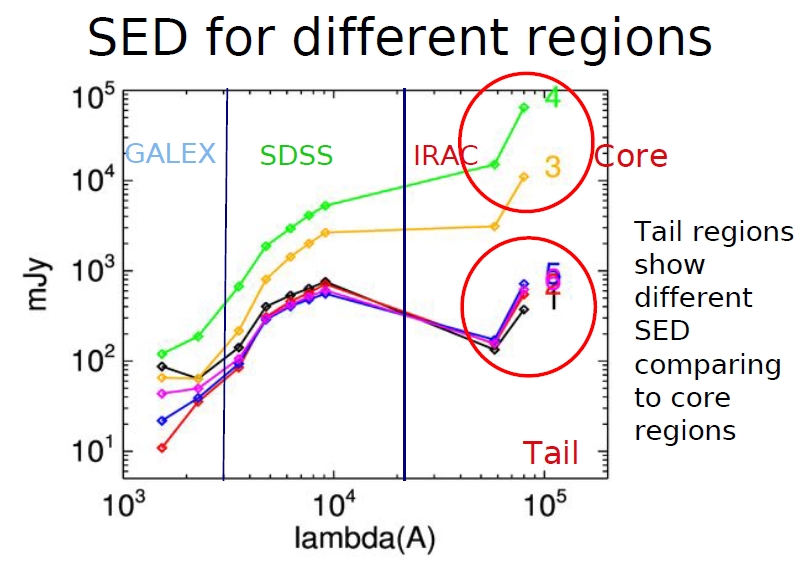 SED for different regions
10⁵
10⁴
10³
10²
10¹
mJy
GALEX
SDSS
IRAC
4
3
Core
5
1
Tail
10³
10⁴
10⁵
lambda(A)
Tail regions
show
different
SED
comparing
to core
regions